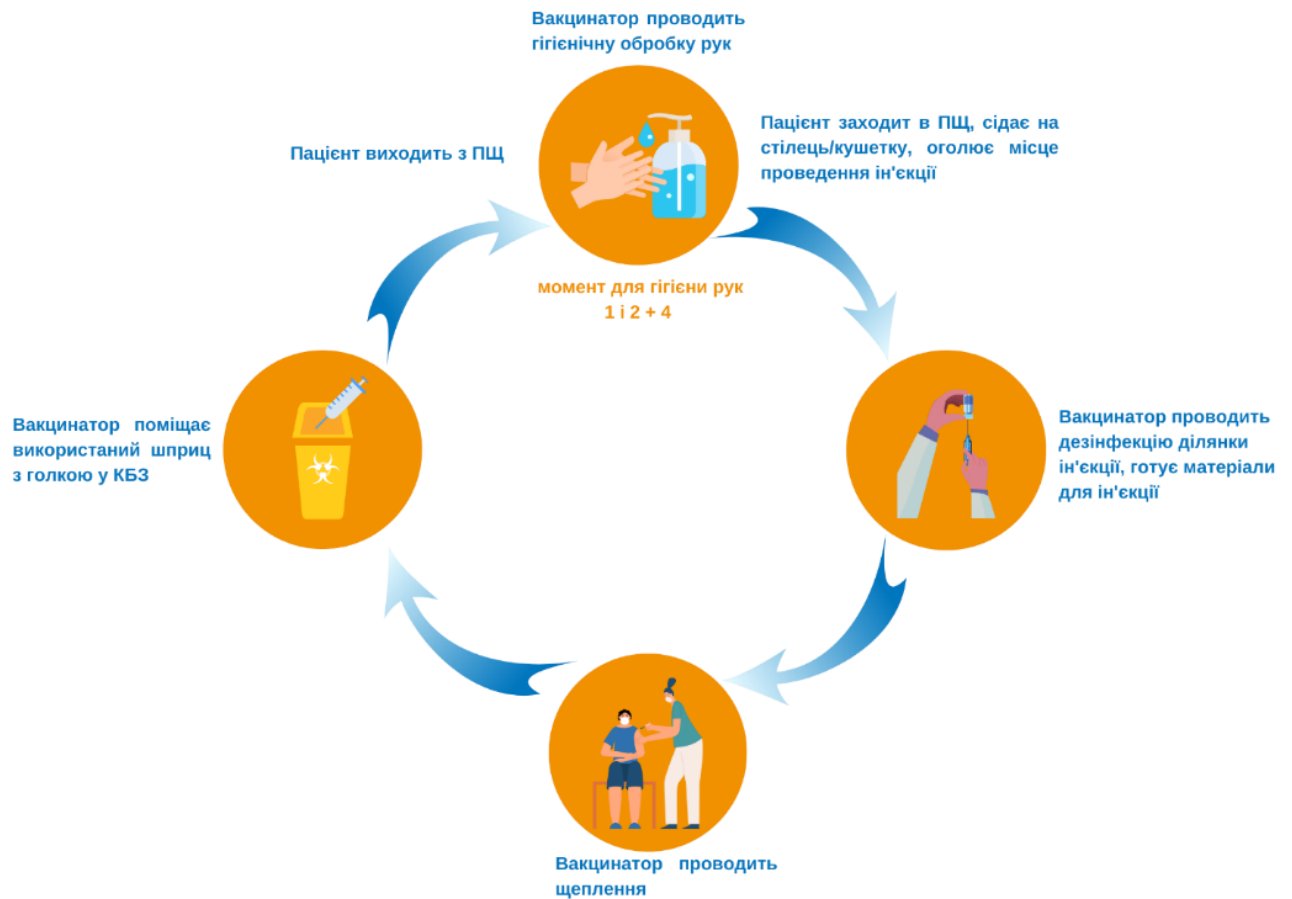 Вакцинатор проводить
гігієнічну обробку рук
Пацієнт заходит в ПЩ, сідає на
стілець/кушетку, оголює місце
проведення ін'єкції
Пацієнт виходить з ПЩ
момент для гігієни рук
1 і 2 + 4
Вакцинатор проводить
дезінфекцію ділянки
ін'єкції, готує матеріали
для ін'єкції
Вакцинатор поміщає
використаний шприц
з голкою у КБЗ
Вакцинатор проводить
щеплення